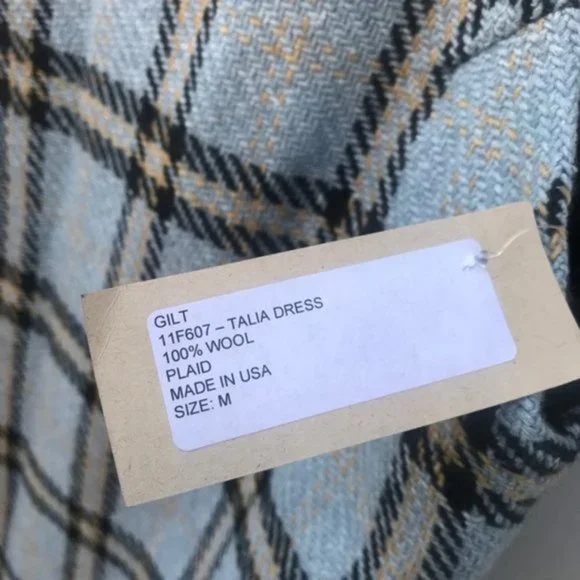 GILT
11F607 – TALIA DRESS
100% WOOL
PLAID
MADE IN USA
SIZE: M